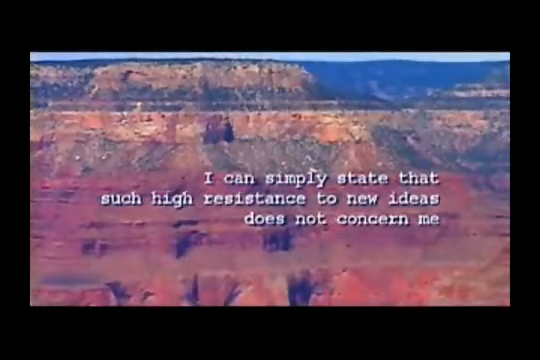 I can simply state that
such high resistance to new ideas
does not concern me